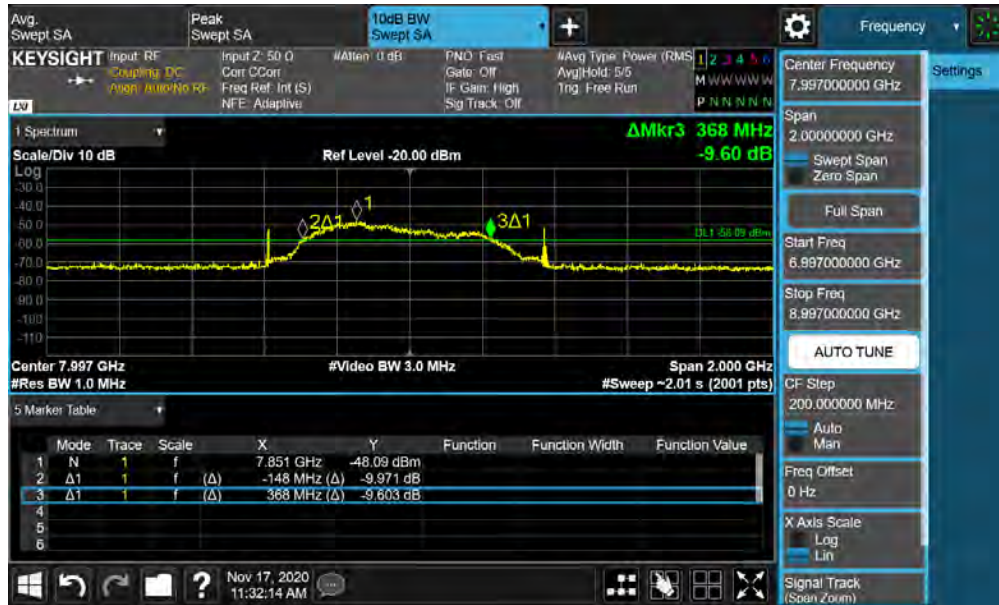 Avg.
Swept SA
Peak
Swept SA
10dB BW
Swept SA
Frequency
KEYSIGHT
Input: RF
Coupling: DC
Align: Auto/No RF
Input Z: 50 Ω
Corr CCorr
Freq Ref: Int (S)
NFE: Adaptive
#Atten: 0 dB
PNO: Fast
Gate: Off
IF Gain: High
Sig Track: Off
#Avg Type: Power (RMS
Avg|Hold: 5/5
Trig: Free Run
1 2 3 4 5 6
M W W W W W
P N N N N N
LXI
1 Spectrum
Scale/Div 10 dB
Ref Level -20.00 dBm
ΔMkr3 368 MHz
-9.60 dB
Log
-30.0
-40.0
-50.0
-60.0
-70.0
-80.0
-90.0
-100
-110
2Δ1
1
3Δ1
DL1 -58.09 dBm
Center 7.997 GHz
#Video BW 3.0 MHz
Span 2.000 GHz
#Res BW 1.0 MHz
#Sweep ~2.01 s (2001 pts)
5 Marker Table
Mode Trace Scale X Y Function Function Width Function Value
1 N 1 f 7.851 GHz -48.09 dBm
2 Δ1 1 f (Δ) -148 MHz (Δ) -9.971 dB
3 Δ1 1 f (Δ) 368 MHz (Δ) -9.603 dB
4
5
6
Nov 17, 2020
11:32:14 AM
Center Frequency
7.997000000 GHz
Settings
Span
2.00000000 GHz
Swept Span
Zero Span
Full Span
Start Freq
6.997000000 GHz
Stop Freq
8.997000000 GHz
AUTO TUNE
CF Step
200.000000 MHz
Auto
Man
Freq Offset
0 Hz
X Axis Scale
Log
Lin
Signal Track
(Span Zoom)